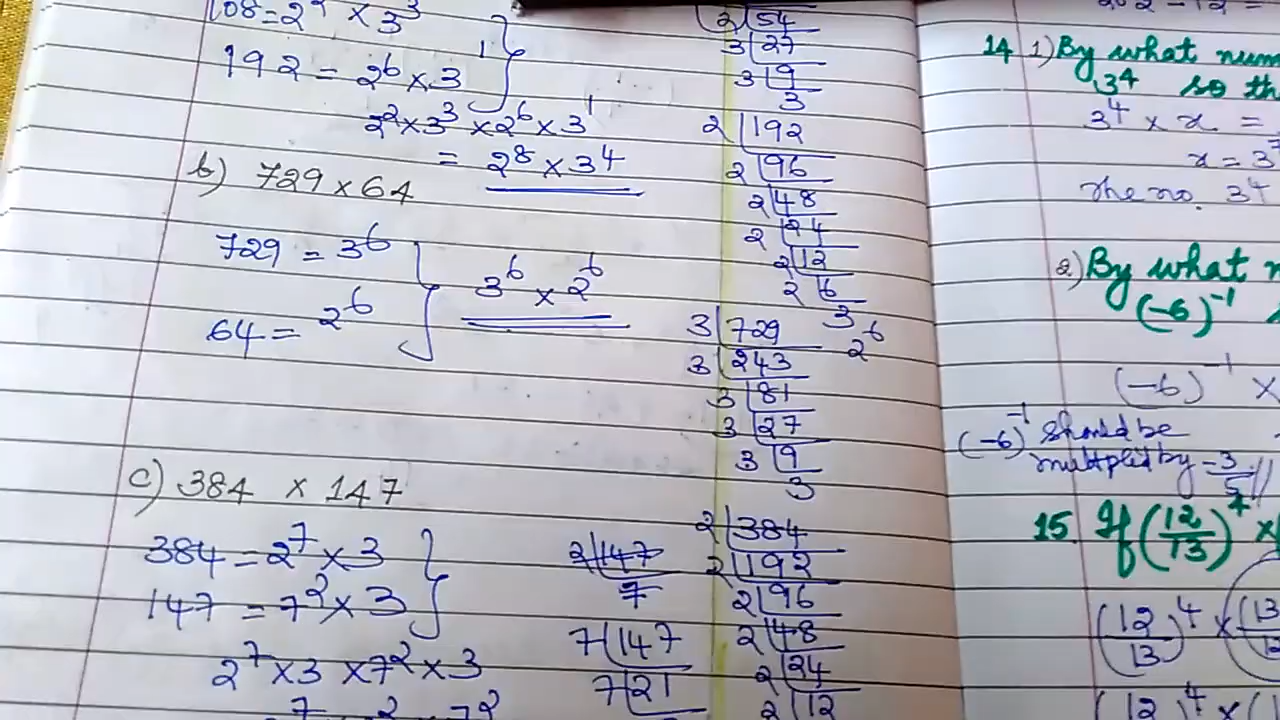 108 = 2² × 3³
192 = 2⁶ × 3¹
2² × 3³ × 2⁶ × 3¹
= 2⁸ × 3⁴
b) 729 × 64
729 = 3⁶
64 = 2⁶
3⁶ × 2⁶
c) 384 × 147
384 = 2⁷ × 3
147 = 7² × 3
2⁷ × 3 × 7² × 3
2 | 147
7
7 | 147
7 | 21
2 | 54
3 | 27
3 | 9
3
2 | 192
2 | 96
2 | 48
2 | 24
2 | 12
2 | 6
3
2⁶
3 | 729
3 | 243
3 | 81
3 | 27
3 | 9
3
2 | 384
2 | 192
2 | 96
2 | 48
2 | 24
2 | 12
14 1) By what num
3⁴ so th
3⁴ × x =
x = 3
The no. 3⁴
2) By what
(-6)⁻¹
(-6)⁻¹ ×
(-6)⁻¹ should be
multplied by -3/5 //
15. If (12/13)⁴ ×
(12/13)⁴ × (13
(12 )⁴ × (1